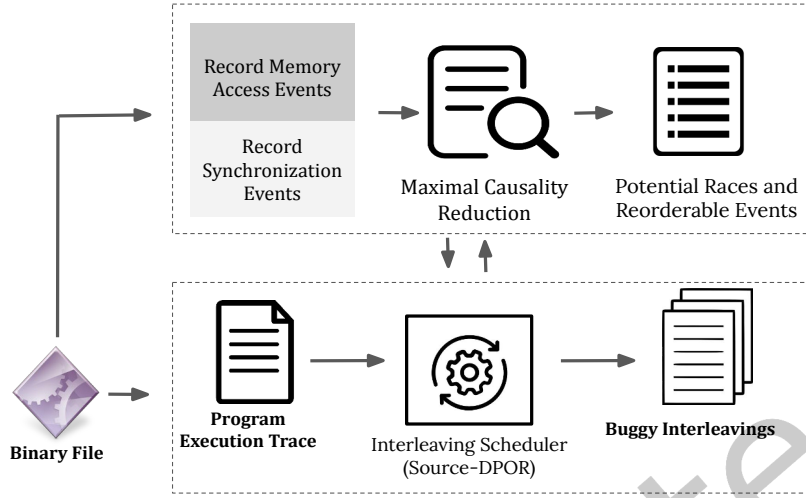 Record Memory
Access Events
Record
Synchronization
Events
Maximal Causality
Reduction
Potential Races and
Reorderable Events
Binary File
Program
Execution Trace
Interleaving Scheduler
(Source-DPOR)
Buggy Interleavings